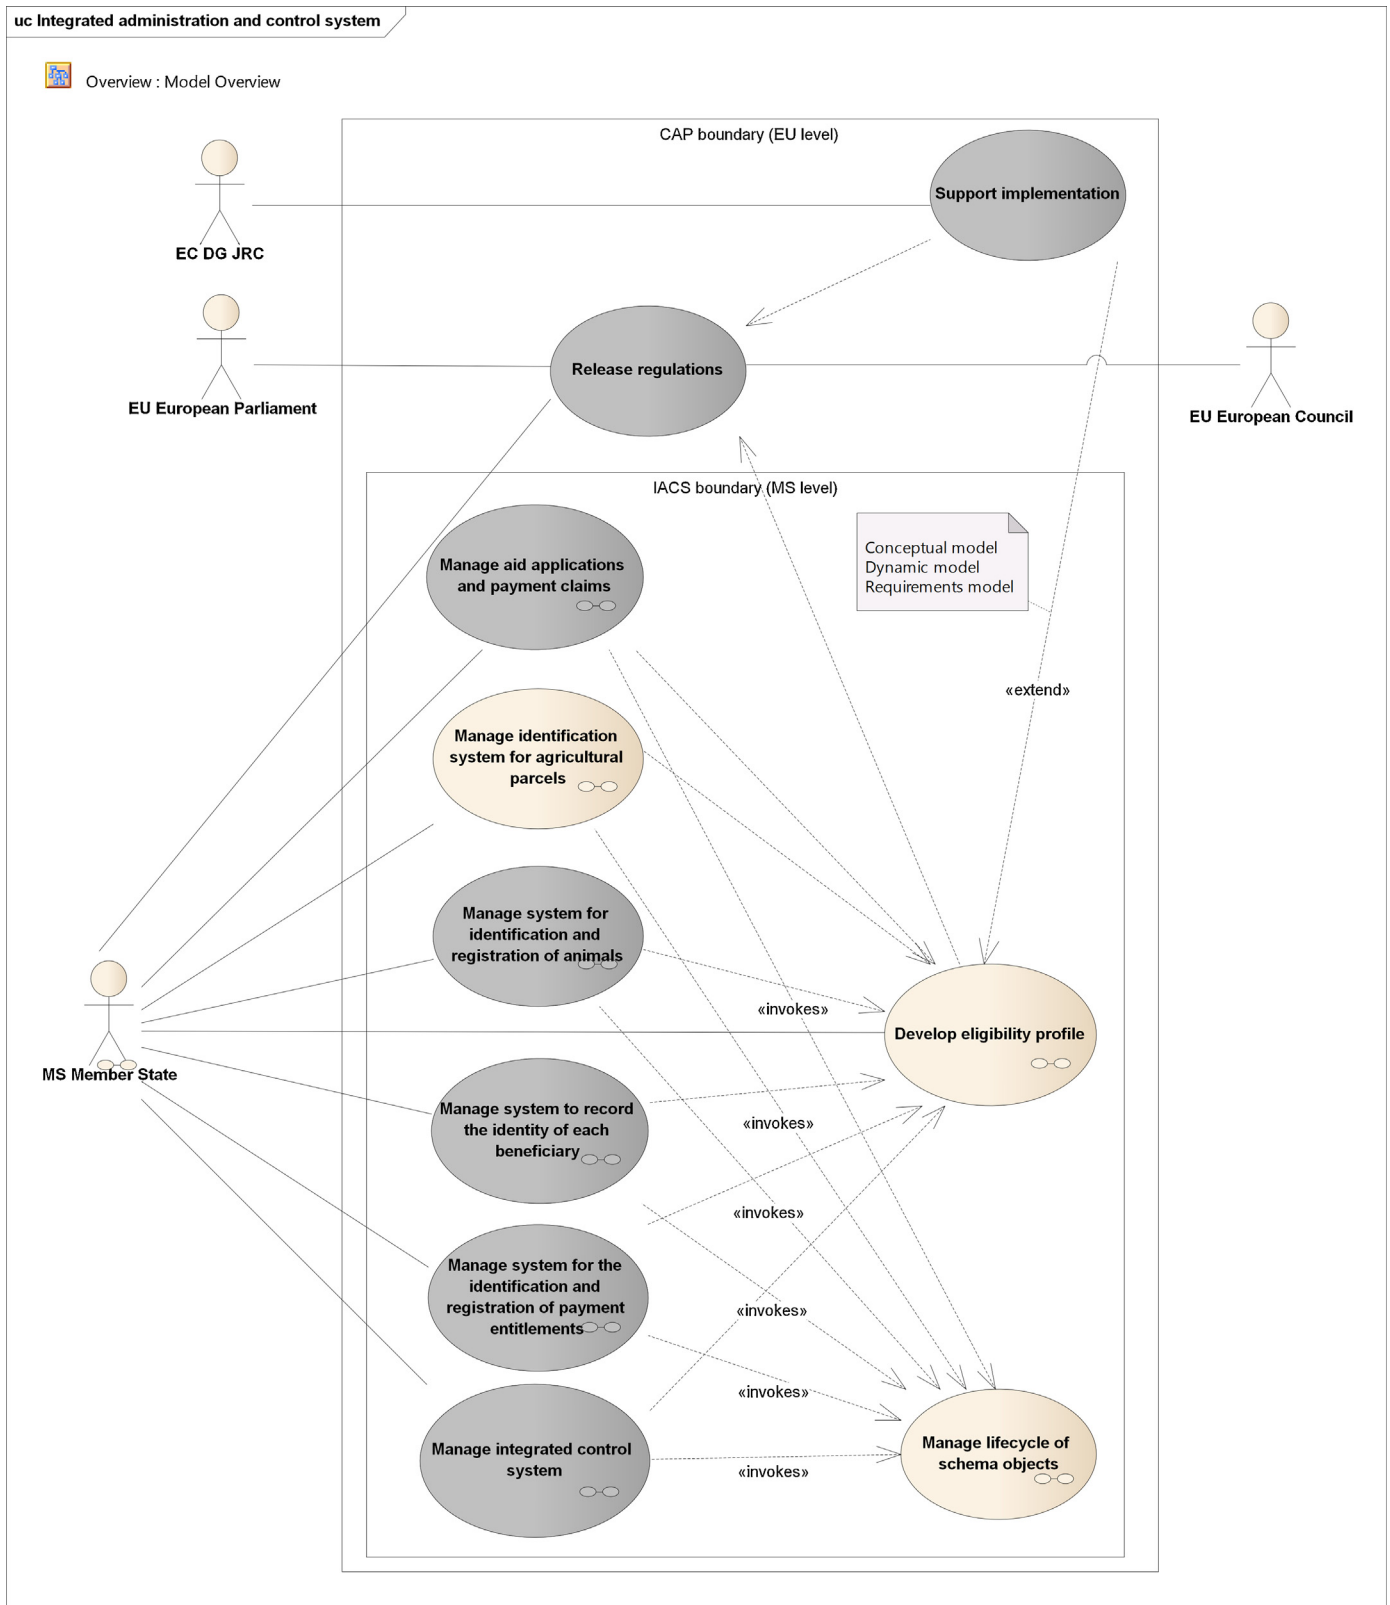 uc Integrated administration and control system
Overview : Model Overview
CAP boundary (EU level)
Support implementation
EC DG JRC
Release regulations
EU European Parliament
EU European Council
IACS boundary (MS level)
Conceptual model
Dynamic model
Requirements model
Manage aid applications
and payment claims
«extend»
Manage identification
system for agricultural
parcels
Manage system for
identification and
registration of animals
«invokes»
Develop eligibility profile
MS Member State
Manage system to record
the identity of each
beneficiary
«invokes»
«invokes»
Manage system for the
identification and
registration of payment
entitlements
«invokes»
«invokes»
Manage integrated control
system
Manage lifecycle of
schema objects
«invokes»